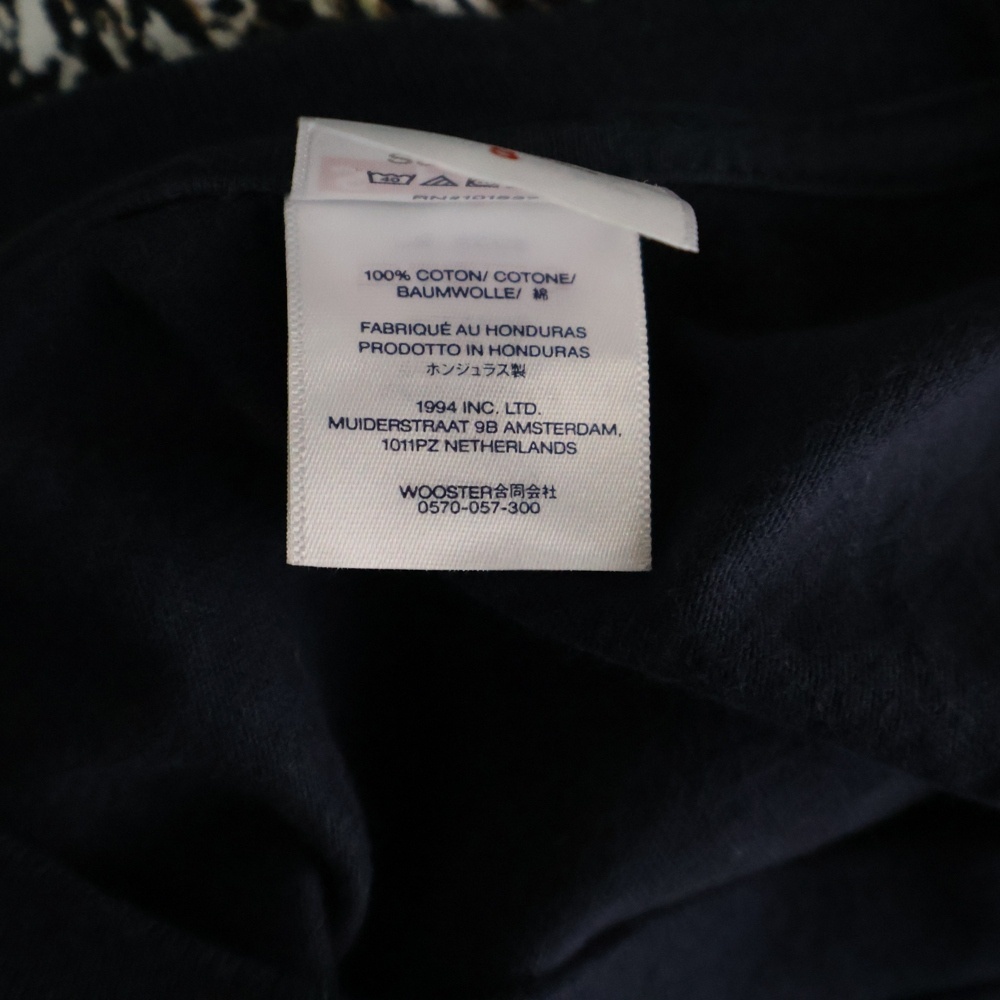 40
100% COTON/ COTONE/
BAUMWOLLE/ 綿
FABRIQUÉ AU HONDURAS
PRODOTTO IN HONDURAS
ホンジュラス製
1994 INC. LTD.
MUIDERSTRAAT 9B AMSTERDAM,
1011PZ NETHERLANDS
WOOSTER合同会社
0570-057-300